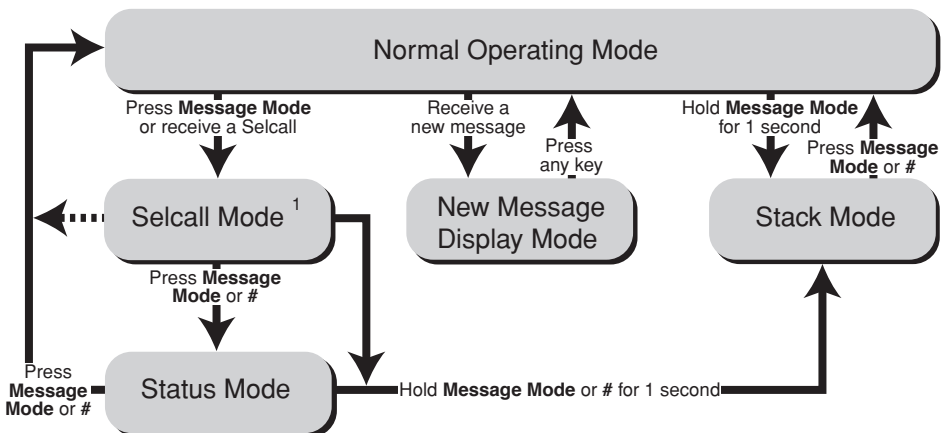 Normal Operating Mode
Press Message Mode
or receive a Selcall
Receive a
new message
Press
any key
Hold Message Mode
for 1 second
Press Message
Mode or #
Selcall Mode 1
New Message
Display Mode
Stack Mode
Press Message
Mode or #
Press
Message
Mode or #
Status Mode
Hold Message Mode or # for 1 second